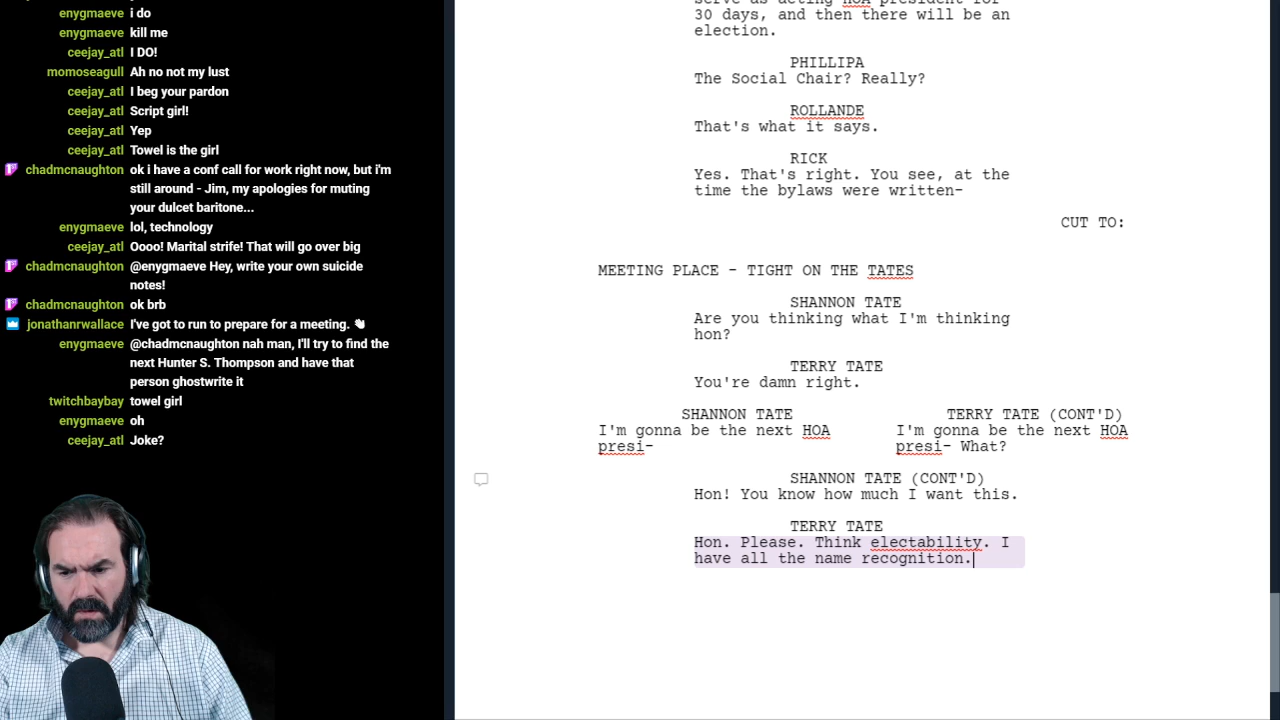 enygmaeve i do
enygmaeve kill me
ceejay_atl I DO!
momoseagull Ah no not my lust
ceejay_atl I beg your pardon
ceejay_atl Script girl!
ceejay_atl Yep
ceejay_atl Towel is the girl
chadmcnaughton ok i have a conf call for work right now, but i'm
still around - Jim, my apologies for muting
your dulcet baritone...
enygmaeve lol, technology
ceejay_atl Oooo! Marital strife! That will go over big
chadmcnaughton @enygmaeve Hey, write your own suicide
notes!
chadmcnaughton ok brb
jonathanrwallace I've got to run to prepare for a meeting. 👋
enygmaeve @chadmcnaughton nah man, I'll try to find the
next Hunter S. Thompson and have that
person ghostwrite it
twitchbaybay towel girl
enygmaeve oh
ceejay_atl Joke?
serve as acting HOA president for
30 days, and then there will be an
election.
PHILLIPA
The Social Chair? Really?
ROLLANDE
That's what it says.
RICK
Yes. That's right. You see, at the
time the bylaws were written-
CUT TO:
MEETING PLACE - TIGHT ON THE TATES
SHANNON TATE
Are you thinking what I'm thinking
hon?
TERRY TATE
You're damn right.
SHANNON TATE
I'm gonna be the next HOA
presi-
TERRY TATE (CONT'D)
I'm gonna be the next HOA
presi- What?
SHANNON TATE (CONT'D)
Hon! You know how much I want this.
TERRY TATE
Hon. Please. Think electability. I
have all the name recognition.